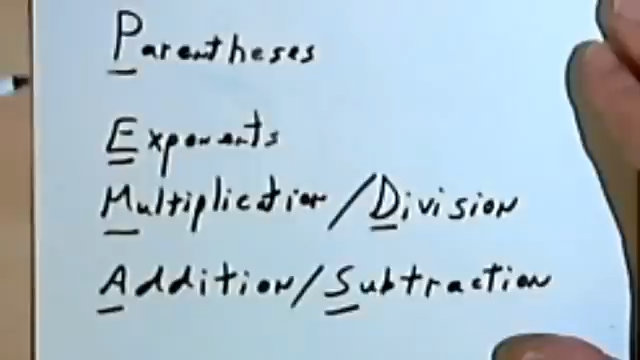 Parentheses
Exponents
Multiplication/Division
Addition/Subtraction